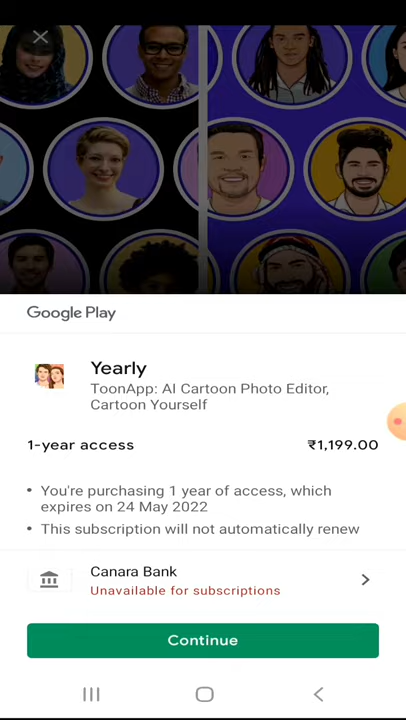 Google Play
Yearly
ToonApp: AI Cartoon Photo Editor,
Cartoon Yourself
1-year access
₹1,199.00
• You're purchasing 1 year of access, which
expires on 24 May 2022
• This subscription will not automatically renew
Canara Bank
Unavailable for subscriptions
Continue